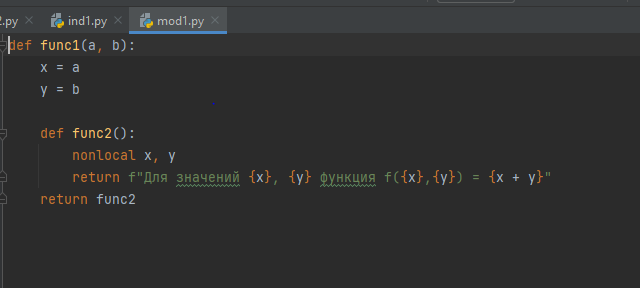 2.py ind1.py mod1.py
def func1(a, b):
    x = a
    y = b
    def func2():
        nonlocal x, y
        return f"Для значений {x}, {y} функция f({x},{y}) = {x + y}"
    return func2